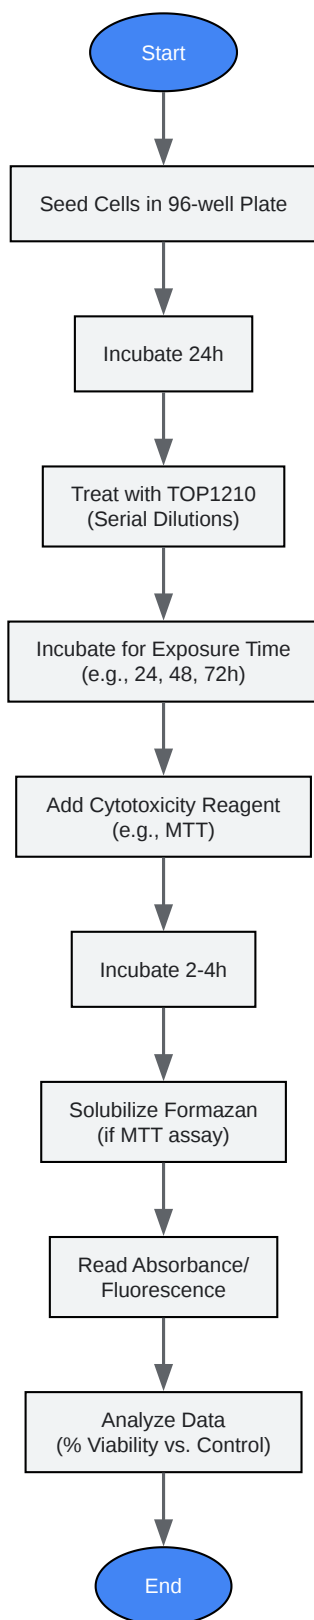 Start
Seed Cells in 96-well Plate
Incubate 24h
Treat with TOP1210
(Serial Dilutions)
Incubate for Exposure Time
(e.g., 24, 48, 72h)
Add Cytotoxicity Reagent
(e.g., MTT)
Incubate 2-4h
Solubilize Formazan
(if MTT assay)
Read Absorbance/
Fluorescence
Analyze Data
(% Viability vs. Control)
End